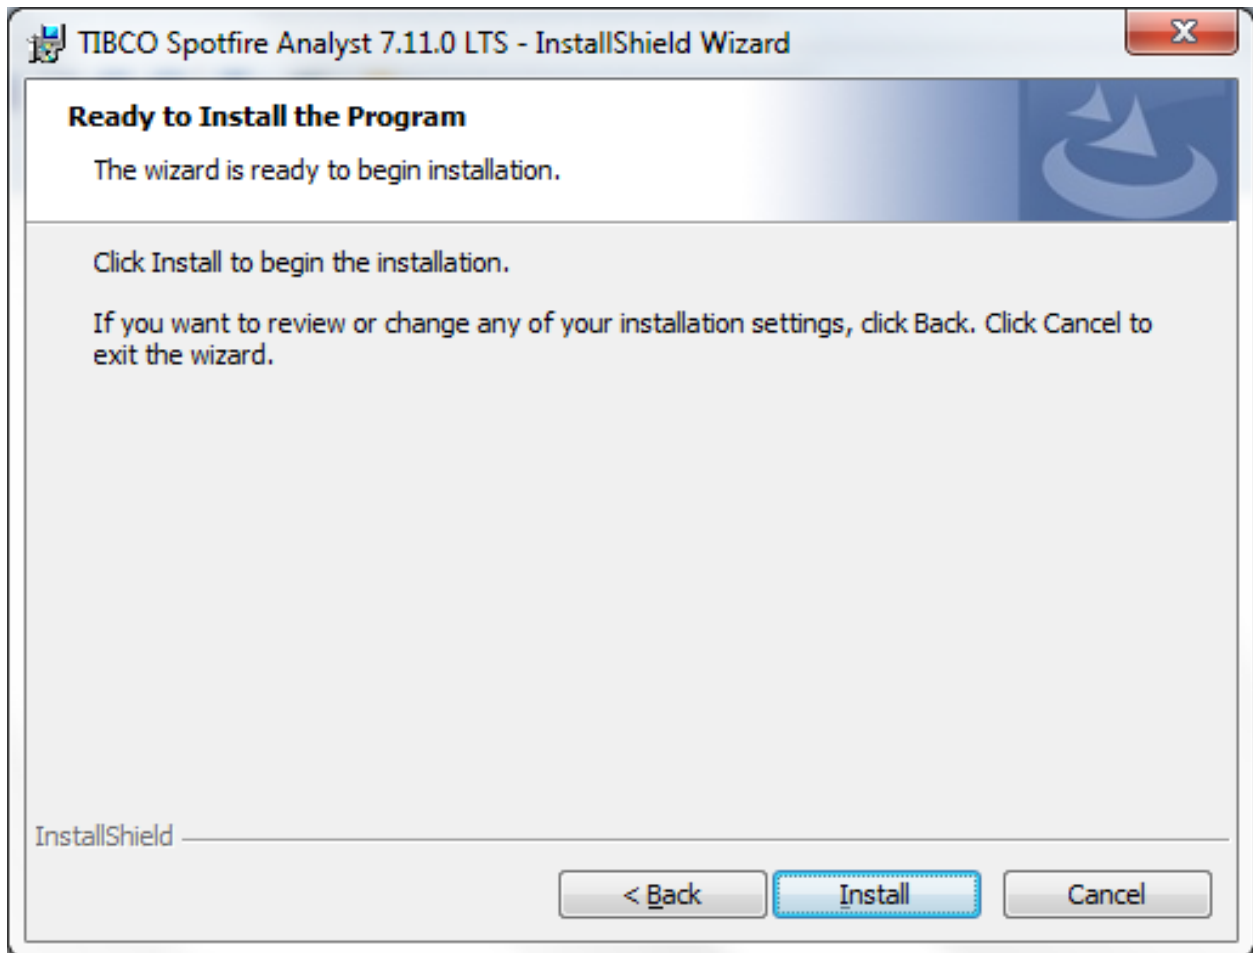 TIBCO Spotfire Analyst 7.11.0 LTS - InstallShield Wizard
Ready to Install the Program
The wizard is ready to begin installation.
Click Install to begin the installation.
If you want to review or change any of your installation settings, click Back. Click Cancel to
exit the wizard.
InstallShield
< Back
Install
Cancel